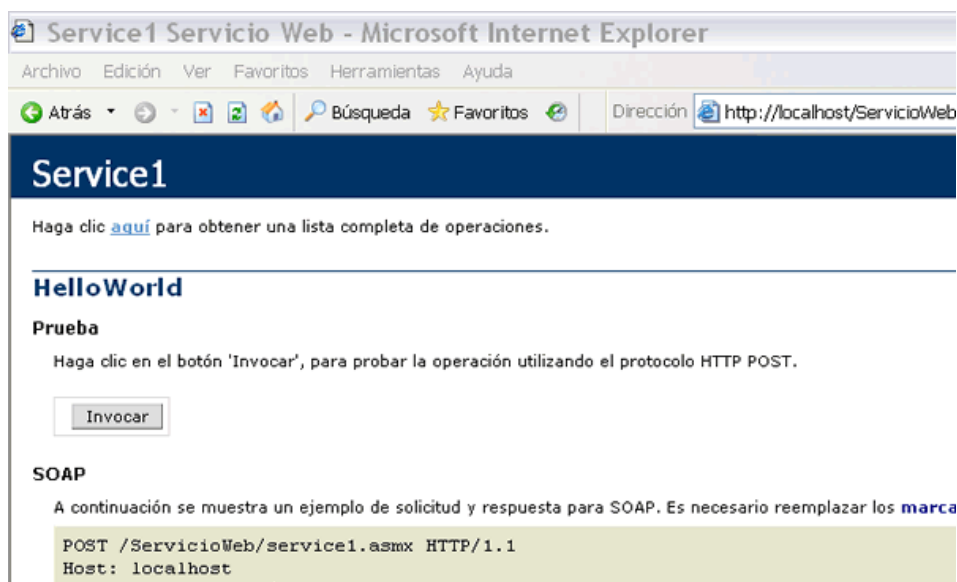 Service1 Servicio Web - Microsoft Internet Explorer
Archivo Edición Ver Favoritos Herramientas Ayuda
Atrás Búsqueda Favoritos Dirección http://localhost/ServicioWeb
Service1
Haga clic aquí para obtener una lista completa de operaciones.
HelloWorld
Prueba
Haga clic en el botón 'Invocar', para probar la operación utilizando el protocolo HTTP POST.
Invocar
SOAP
A continuación se muestra un ejemplo de solicitud y respuesta para SOAP. Es necesario reemplazar los marca
POST /ServicioWeb/service1.asmx HTTP/1.1
Host: localhost